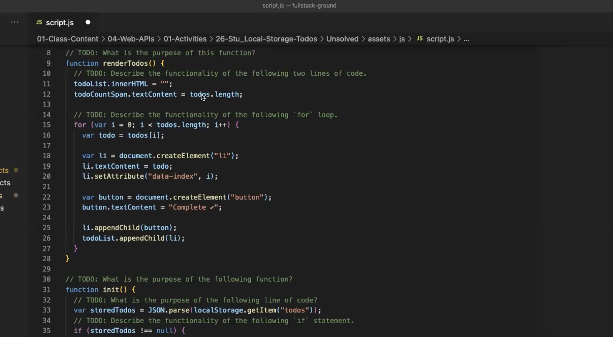 script.js — fullstack-ground
JS script.js
01-Class-Content > 04-Web-APIs > 01-Activities > 26-Stu_Local-Storage-Todos > Unsolved > assets > js > JS script.js > ...
8 // TODO: What is the purpose of this function?
9 function renderTodos() {
10 // TODO: Describe the functionality of the following two lines of code.
11 todoList.innerHTML = "";
12 todoCountSpan.textContent = todos.length;
13
14 // TODO: Describe the functionality of the following `for` loop.
15 for (var i = 0; i < todos.length; i++) {
16 var todo = todos[i];
17
18 var li = document.createElement("li");
19 li.textContent = todo;
20 li.setAttribute("data-index", i);
21
22 var button = document.createElement("button");
23 button.textContent = "Complete ✔";
24
25 li.appendChild(button);
26 todoList.appendChild(li);
27 }
28 }
29
30 // TODO: What is the purpose of the following function?
31 function init() {
32 // TODO: What is the purpose of the following line of code?
33 var storedTodos = JSON.parse(localStorage.getItem("todos"));
34 // TODO: Describe the functionality of the following `if` statement.
35 if (storedTodos !== null) {
cts
cts
s
s